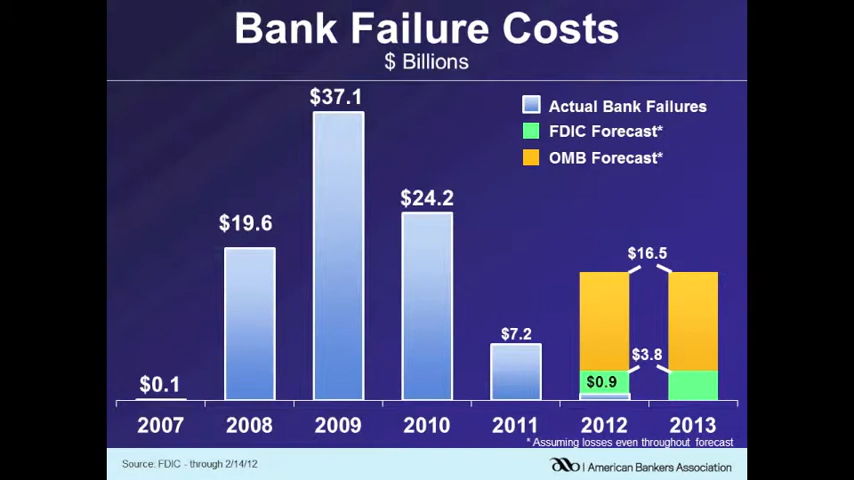 Bank Failure Costs
$ Billions
$37.1
Actual Bank Failures
FDIC Forecast*
OMB Forecast*
$24.2
$19.6
$16.5
$7.2
$3.8
$0.1
$0.9
2007 2008 2009 2010 2011 2012 2013
* Assuming losses even throughout forecast
Source: FDIC - through 2/14/12
American Bankers Association